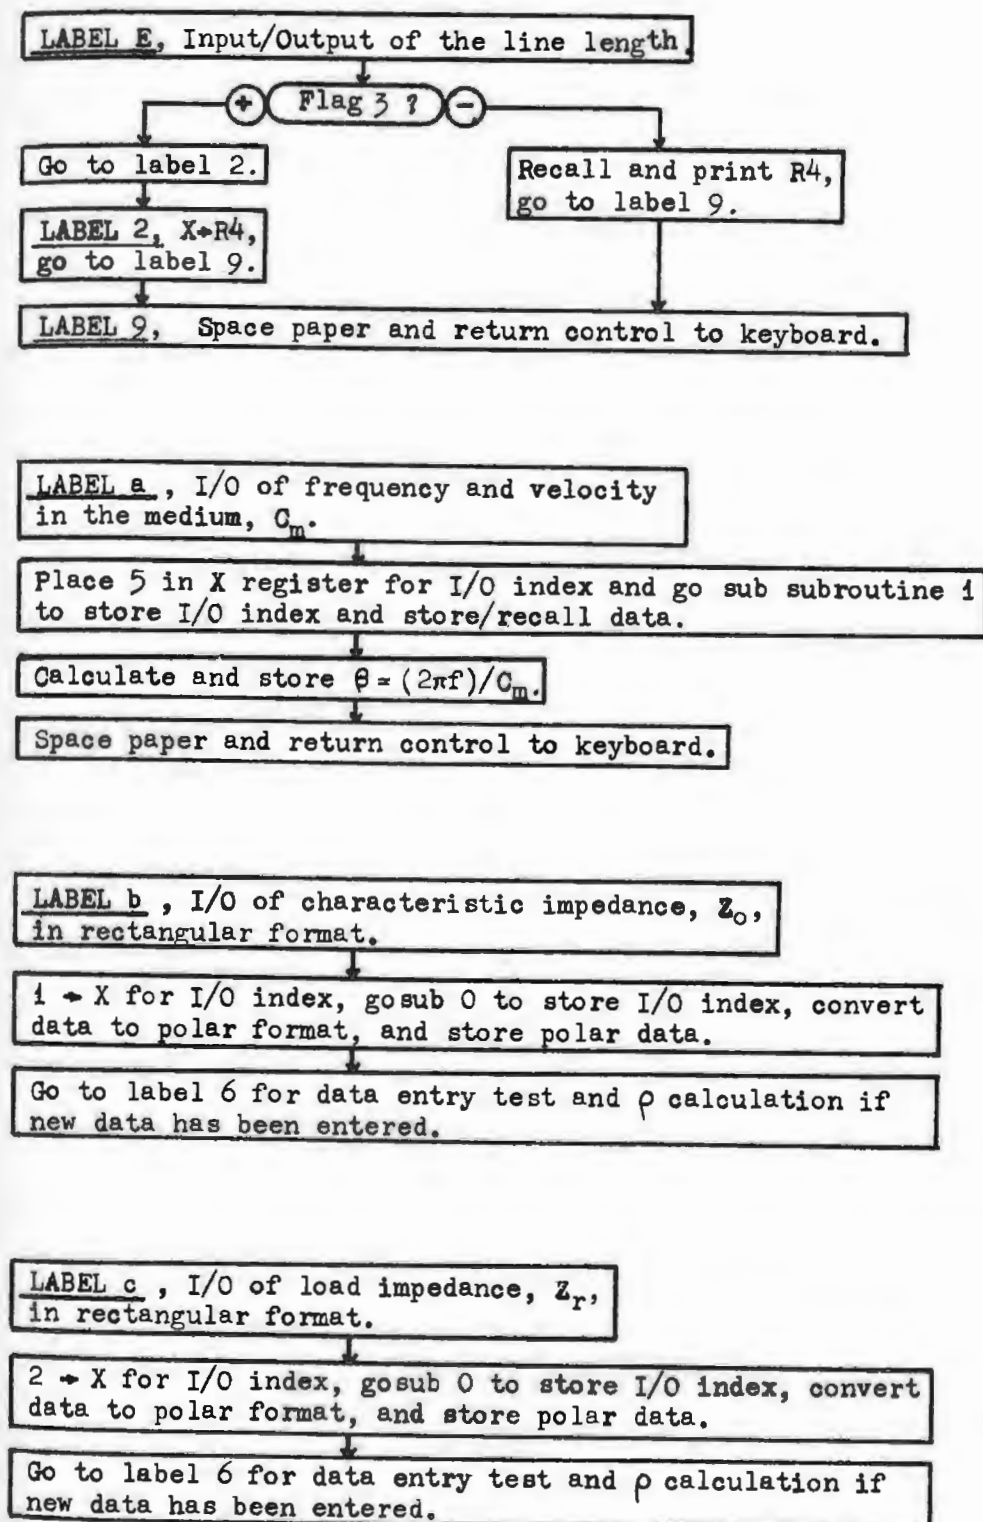 LABEL E, Input/Output of the line length.
+ Flag 3 ? -
Go to label 2.
Recall and print R4,
go to label 9.
LABEL 2, X→R4,
go to label 9.
LABEL 9, Space paper and return control to keyboard.
LABEL a , I/O of frequency and velocity
in the medium, Cm.
Place 5 in X register for I/O index and go sub subroutine 1
to store I/O index and store/recall data.
Calculate and store β = (2πf)/Cm.
Space paper and return control to keyboard.
LABEL b , I/O of characteristic impedance, Zo,
in rectangular format.
1 → X for I/O index, gosub 0 to store I/O index, convert
data to polar format, and store polar data.
Go to label 6 for data entry test and ρ calculation if
new data has been entered.
LABEL c , I/O of load impedance, Zr,
in rectangular format.
2 → X for I/O index, gosub 0 to store I/O index, convert
data to polar format, and store polar data.
Go to label 6 for data entry test and ρ calculation if
new data has been entered.